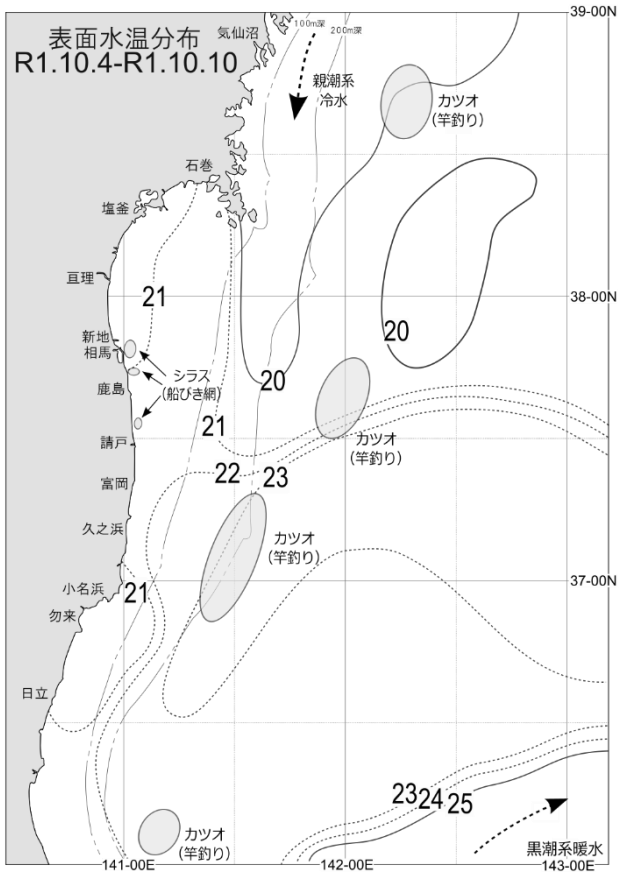 表面水温分布
R1.10.4-R1.10.10
気仙沼
100m深
200m深
39-00N
親潮系
冷水
カツオ
(竿釣り)
石巻
塩釜
亘理
21
38-00N
20
新地
相馬
シラス
(船びき網)
鹿島
20
21
カツオ
(竿釣り)
請戸
22
23
富岡
久之浜
カツオ
(竿釣り)
37-00N
小名浜
21
勿来
日立
23
24
25
カツオ
(竿釣り)
黒潮系暖水
141-00E
142-00E
143-00E